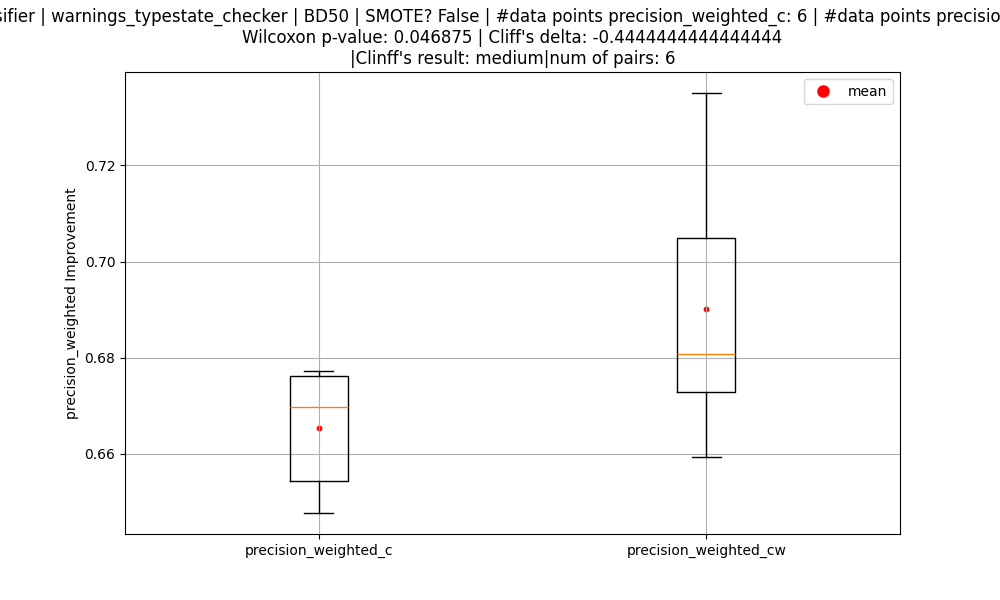 | warnings_typestate_checker | BD50 | SMOTE? False | #data points precision_weighted_c: 6 | #data points
Wilcoxon p-value: 0.046875 | Cliff's delta: -0.4444444444444444
|Clinff's result: medium|num of pairs: 6
mean
0.72
0.70
0.68
0.66
precision_weighted Improvement
precision_weighted_c
precision_weighted_cw